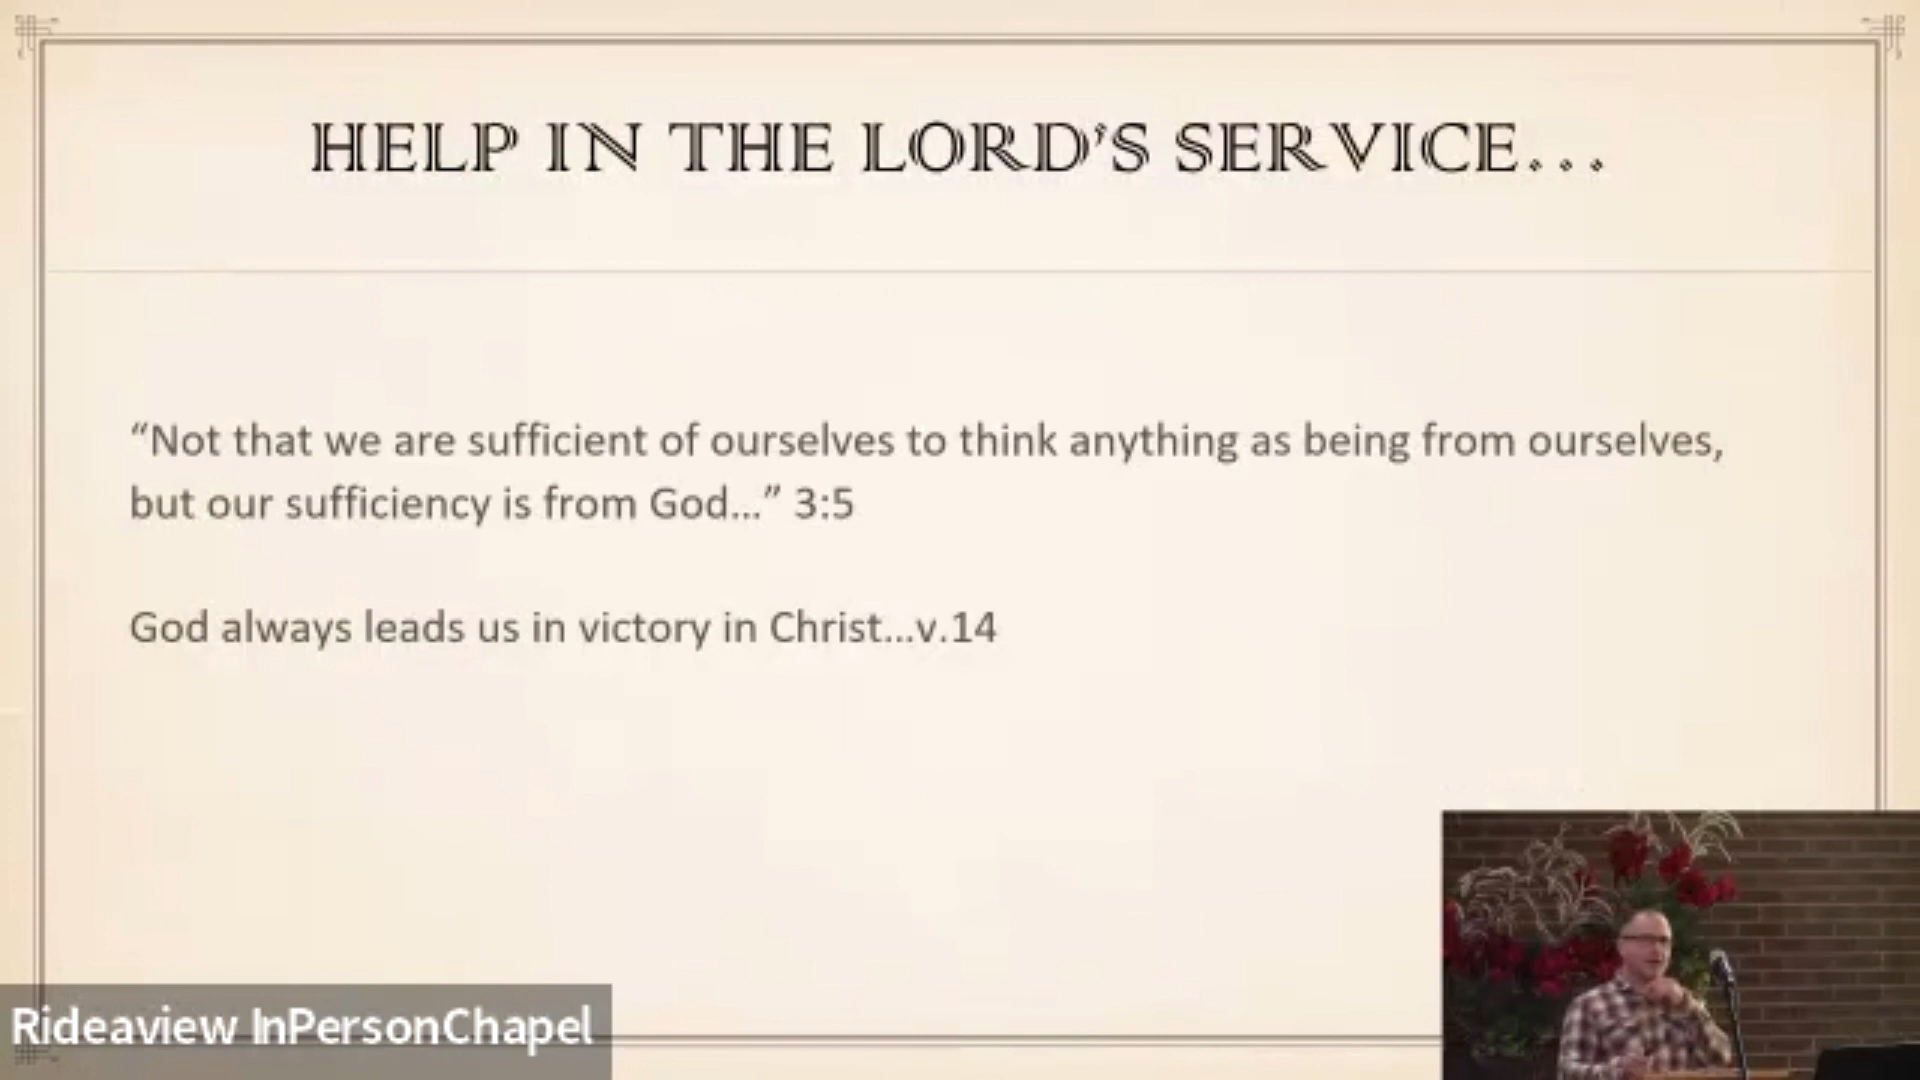 HELP IN THE LORD’S SERVICE...
“Not that we are sufficient of ourselves to think anything as being from ourselves,
but our sufficiency is from God...” 3:5
God always leads us in victory in Christ...v.14
Rideaview InPersonChapel